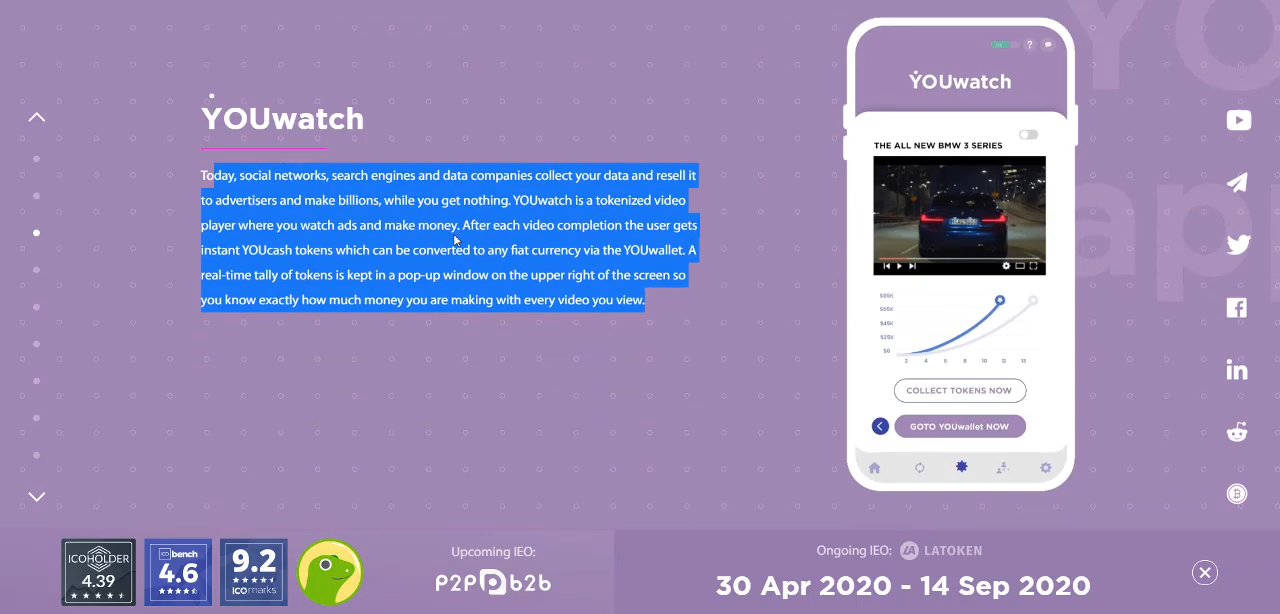 YOUwatch
Today, social networks, search engines and data companies collect your data and resell it
to advertisers and make billions, while you get nothing. YOUwatch is a tokenized video
player where you watch ads and make money. After each video completion the user gets
instant YOUcash tokens which can be converted to any fiat currency via the YOUwallet. A
real-time tally of tokens is kept in a pop-up window on the upper right of the screen so
you know exactly how much money you are making with every video you view.
?
YOUwatch
THE ALL NEW BMW 3 SERIES
$85K
$65K
$45K
$25K
$0
2 4 6 8 10 12 13
COLLECT TOKENS NOW
GOTO YOUwallet NOW
YO
app
ICOHOLDER
4.39
ICO bench
4.6
9.2
ICOmarks
Upcoming IEO:
P2P b2b
Ongoing IEO: LA LATOKEN
30 Apr 2020 - 14 Sep 2020